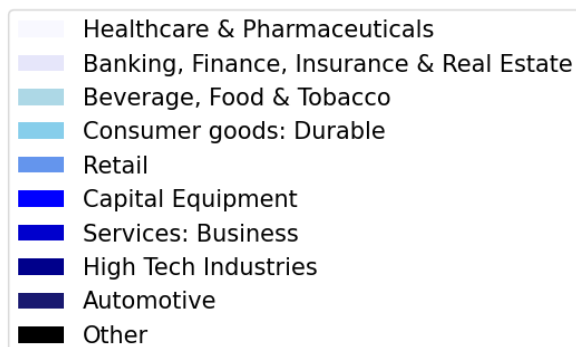 Healthcare & Pharmaceuticals
Banking, Finance, Insurance & Real Estate
Beverage, Food & Tobacco
Consumer goods: Durable
Retail
Capital Equipment
Services: Business
High Tech Industries
Automotive
Other